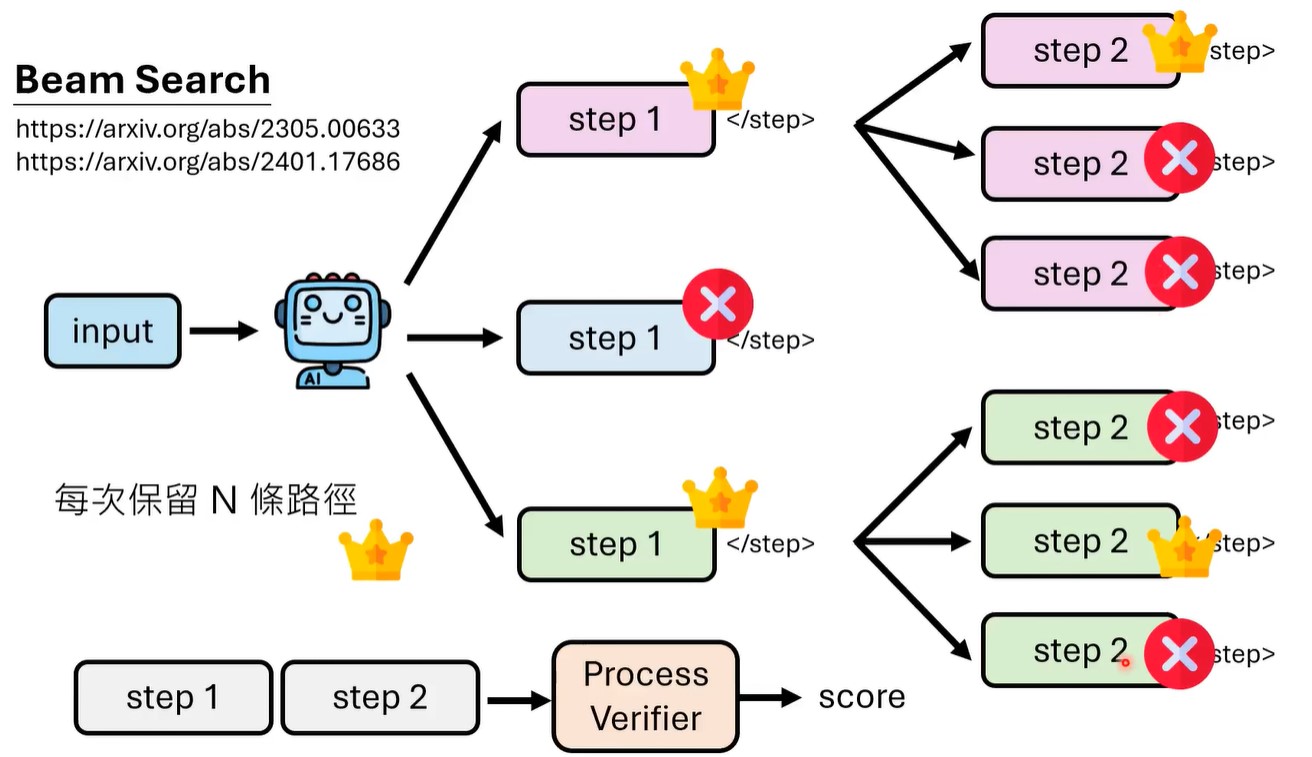 Beam Search
https://arxiv.org/abs/2305.00633
https://arxiv.org/abs/2401.17686
input
AI
step 1 </step>
step 1 </step>
step 1 </step>
step 2 step>
step 2 step>
step 2 step>
step 2 step>
step 2 step>
step 2 step>
每次保留 N 條路徑
step 1 step 2
Process
Verifier
score